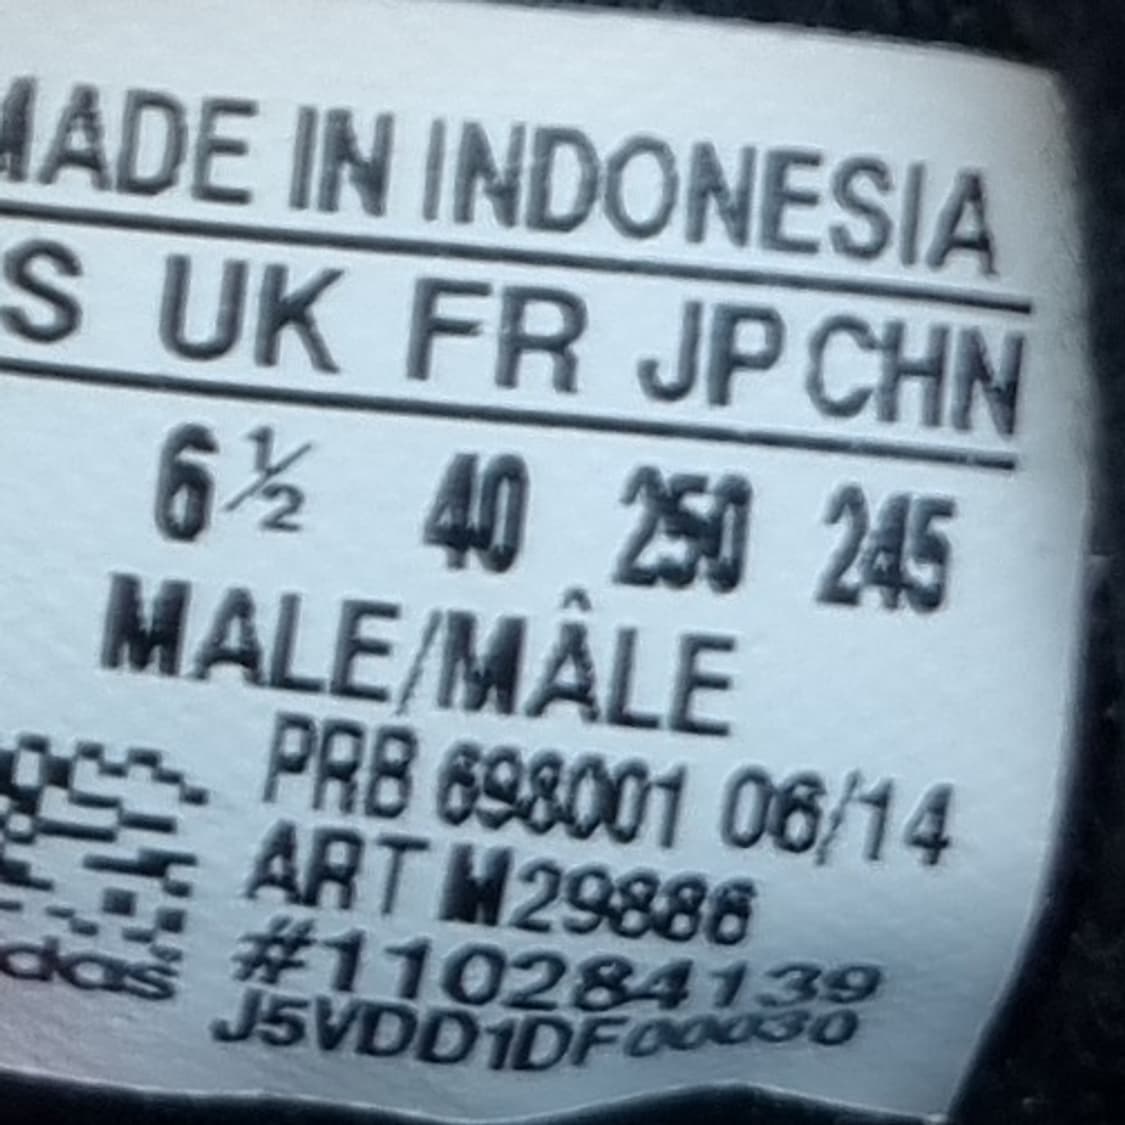 MADE IN INDONESIA
S UK FR JP CHN
6½ 40 250 245
MALE/MÂLE
PRB 698001 06/14
ART M29886
#110284139
J5VDD1DF00030
das